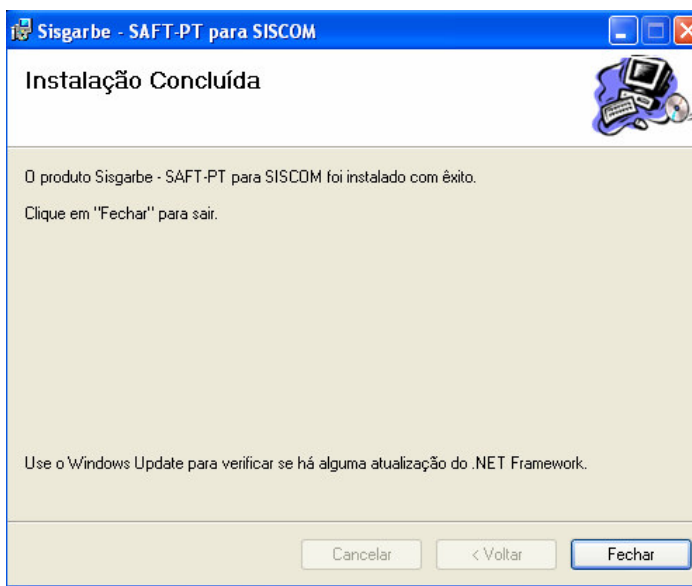 Sisgarbe - SAFT-PT para SISCOM
Instalação Concluída
O produto Sisgarbe - SAFT-PT para SISCOM foi instalado com êxito.
Clique em "Fechar" para sair.
Use o Windows Update para verificar se há alguma atualização do .NET Framework.
Cancelar < Voltar Fechar